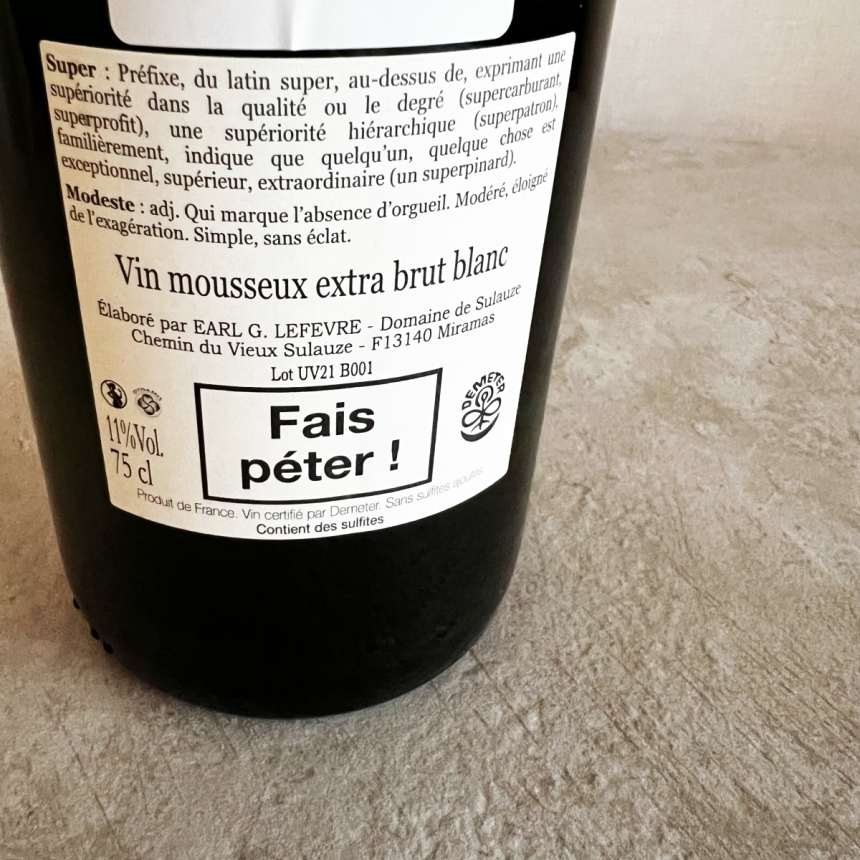 Super : Préfixe, du latin super, au-dessus de, exprimant une
supériorité dans la qualité ou le degré (supercarburant,
superprofit), une supériorité hiérarchique (superpatron),
familièrement, indique que quelqu'un, quelque chose est
exceptionnel, supérieur, extraordinaire (un superpinard).
Modeste : adj. Qui marque l'absence d'orgueil. Modéré, éloigné
de l'exagération. Simple, sans éclat.
Vin mousseux extra brut blanc
Élaboré par EARL G. LEFEVRE - Domaine de Sulauze
Chemin du Vieux Sulauze - F13140 Miramas
Lot UV21 B001
Fais
péter !
DEMETER
11%Vol.
75 cl
Produit de France. Vin certifié par Demeter. Sans sulfites ajoutés.
Contient des sulfites